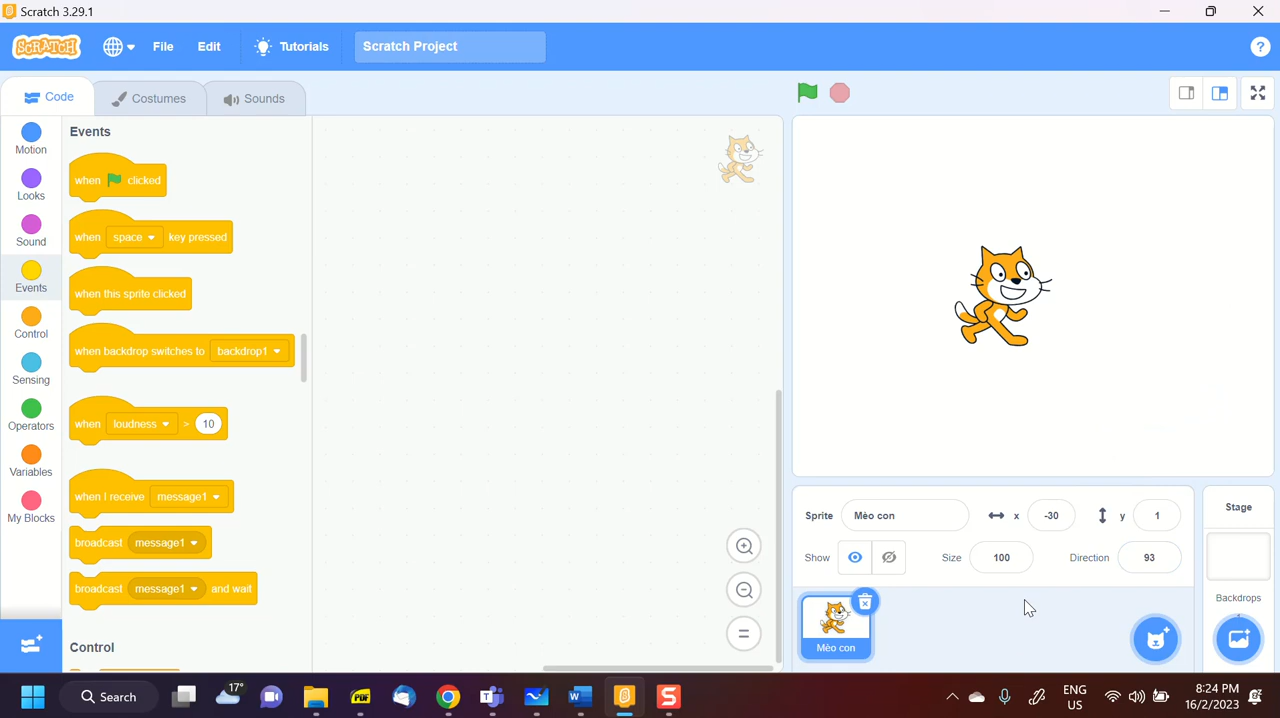 Scratch 3.29.1
SCRATCH File Edit Tutorials Scratch Project ?
Code Costumes Sounds
Motion
Looks
Sound
Events
Control
Sensing
Operators
Variables
My Blocks
Events
when clicked
when space key pressed
when this sprite clicked
when backdrop switches to backdrop1
when loudness > 10
when I receive message1
broadcast message1
broadcast message1 and wait
Control
Sprite Mèo con x -30 y 1
Show Size 100 Direction 93
Mèo con
Stage
Backdrops
Search 17° PDF ENG 8:24 PM
US 16/2/2023